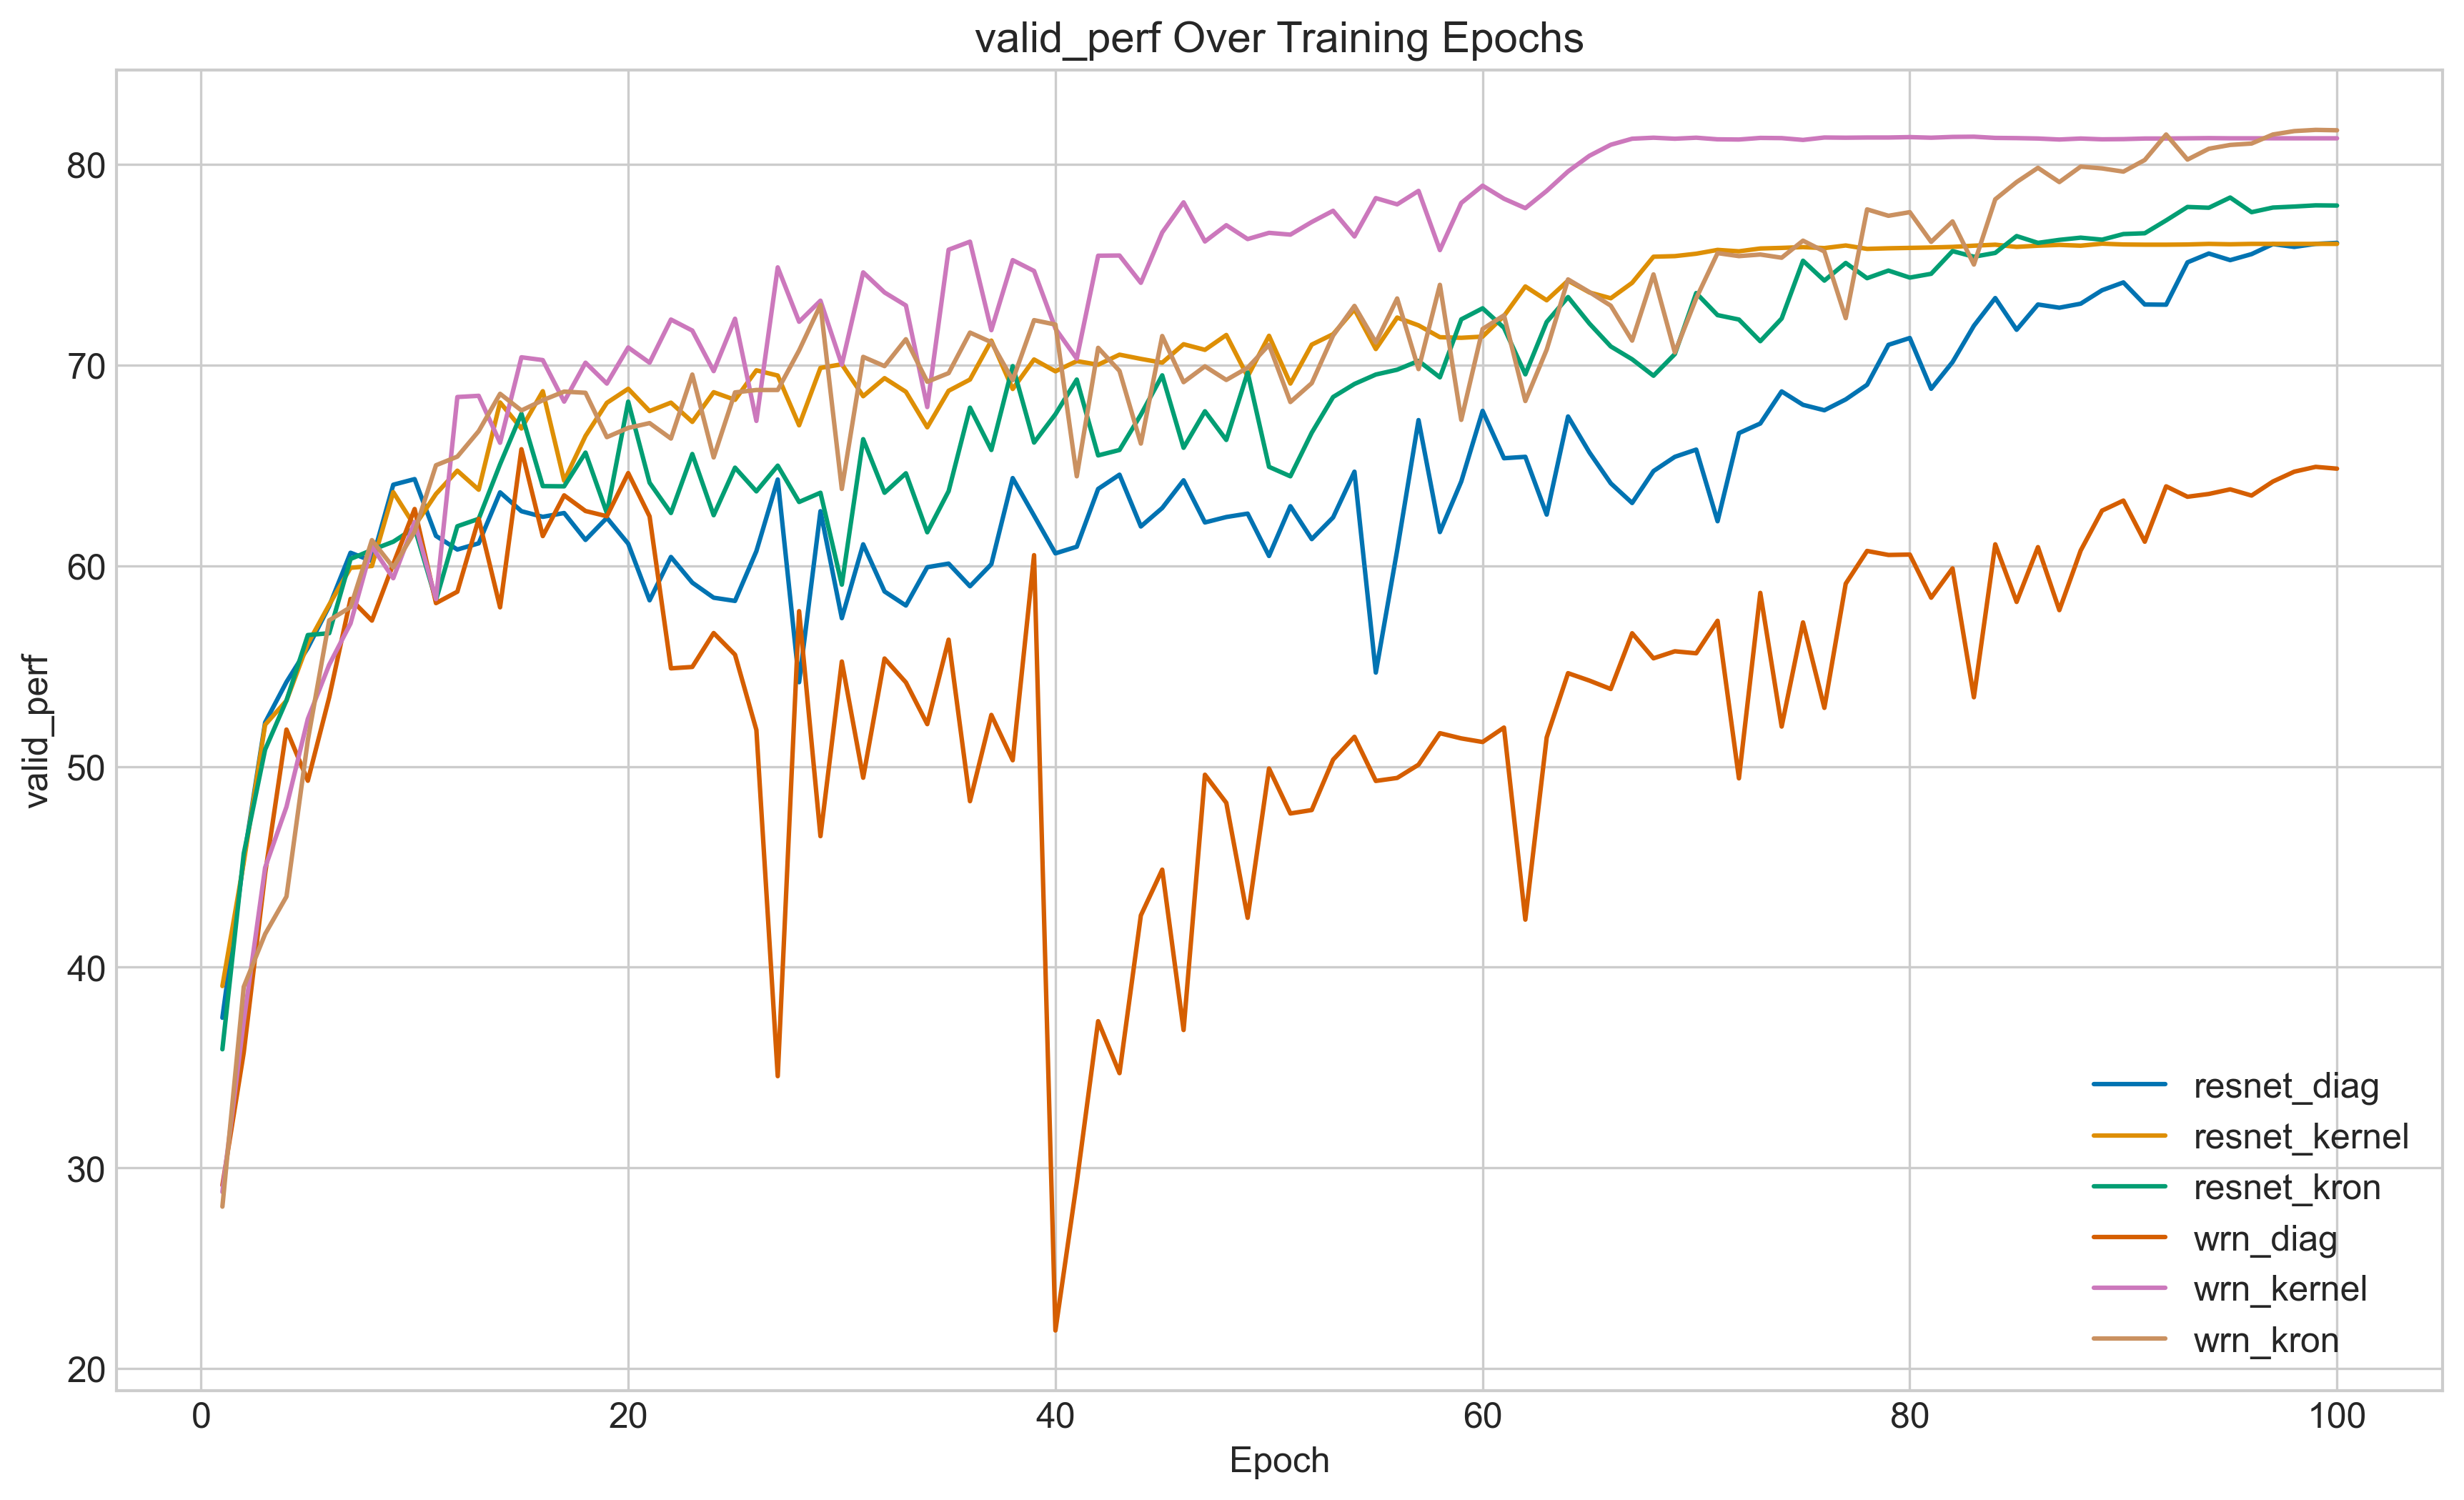 valid_perf Over Training Epochs
valid_perf
80
70
60
50
40
30
20
0
20
40
60
80
100
Epoch
resnet_diag
resnet_kernel
resnet_kron
wrn_diag
wrn_kernel
wrn_kron